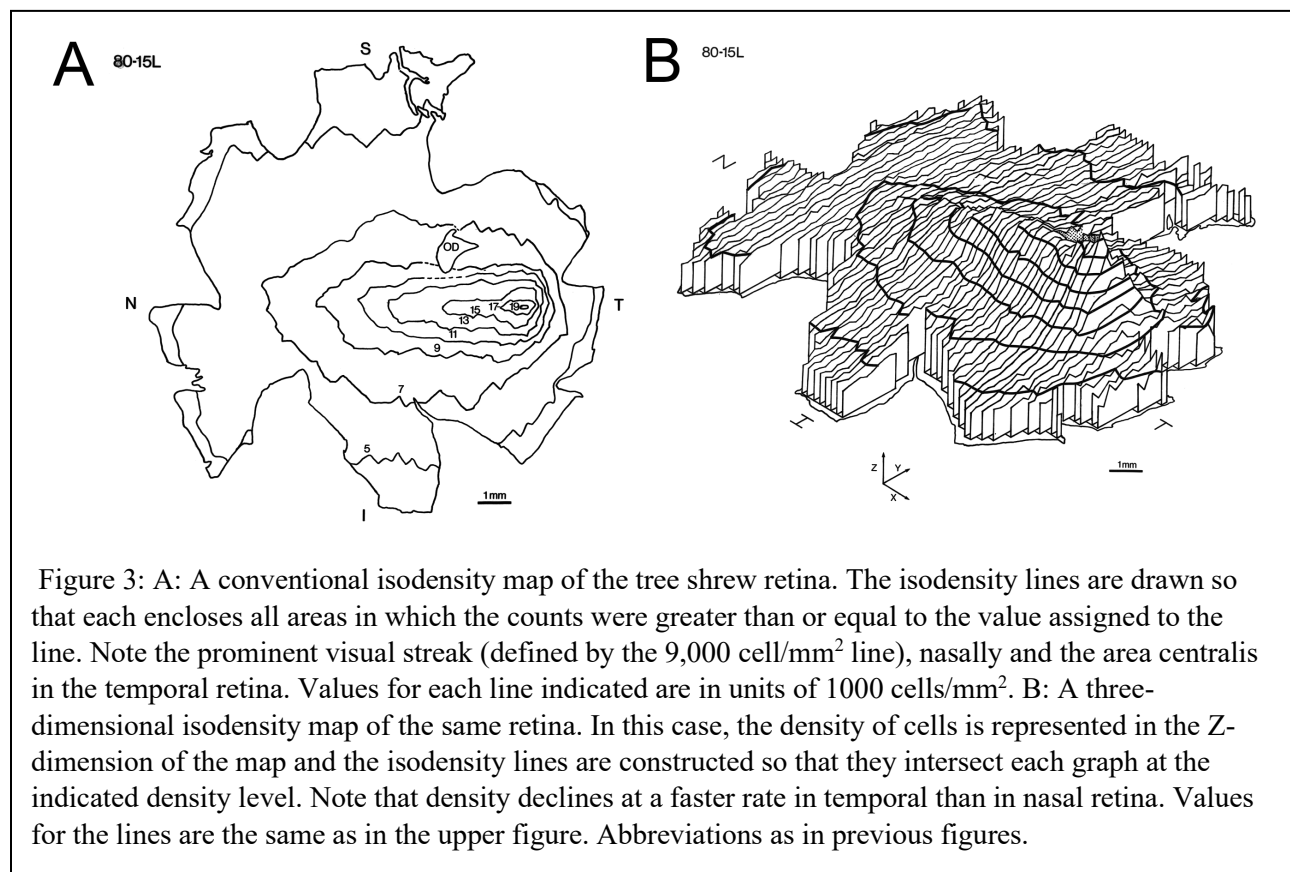 A
80-15L
S
N
T
I
OD
19
17
15
13
11
9
7
5
1mm
B
80-15L
N
I
T
Z
Y
X
1mm
Figure 3: A: A conventional isodensity map of the tree shrew retina. The isodensity lines are drawn so
that each encloses all areas in which the counts were greater than or equal to the value assigned to the
line. Note the prominent visual streak (defined by the 9,000 cell/mm² line), nasally and the area centralis
in the temporal retina. Values for each line indicated are in units of 1000 cells/mm². B: A three-
dimensional isodensity map of the same retina. In this case, the density of cells is represented in the Z-
dimension of the map and the isodensity lines are constructed so that they intersect each graph at the
indicated density level. Note that density declines at a faster rate in temporal than in nasal retina. Values
for the lines are the same as in the upper figure. Abbreviations as in previous figures.